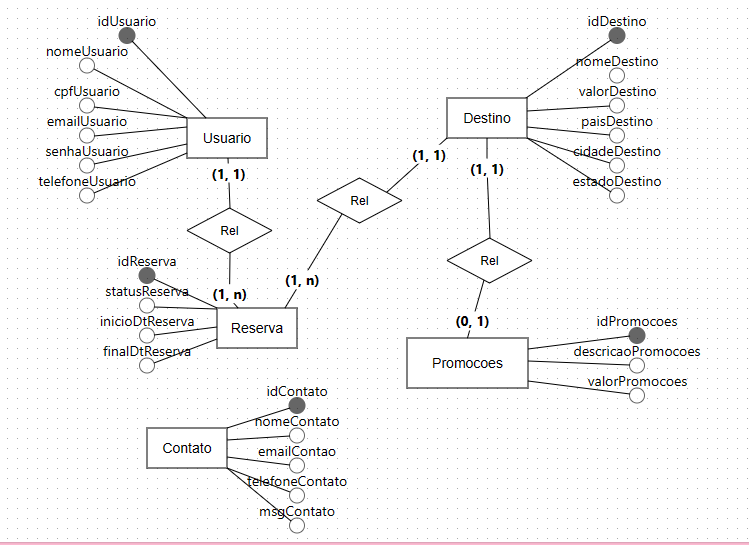 idUsuario
nomeUsuario
cpfUsuario
emailUsuario
senhaUsuario
telefoneUsuario
Usuario
(1, 1)
Rel
(1, n)
idReserva
statusReserva
inicioDtReserva
finalDtReserva
Reserva
(1, n)
Rel
(1, 1)
idDestino
nomeDestino
valorDestino
paisDestino
cidadeDestino
estadoDestino
Destino
(1, 1)
Rel
(0, 1)
Promocoes
idPromocoes
descricaoPromocoes
valorPromocoes
Contato
idContato
nomeContato
emailContao
telefoneContato
msgContato